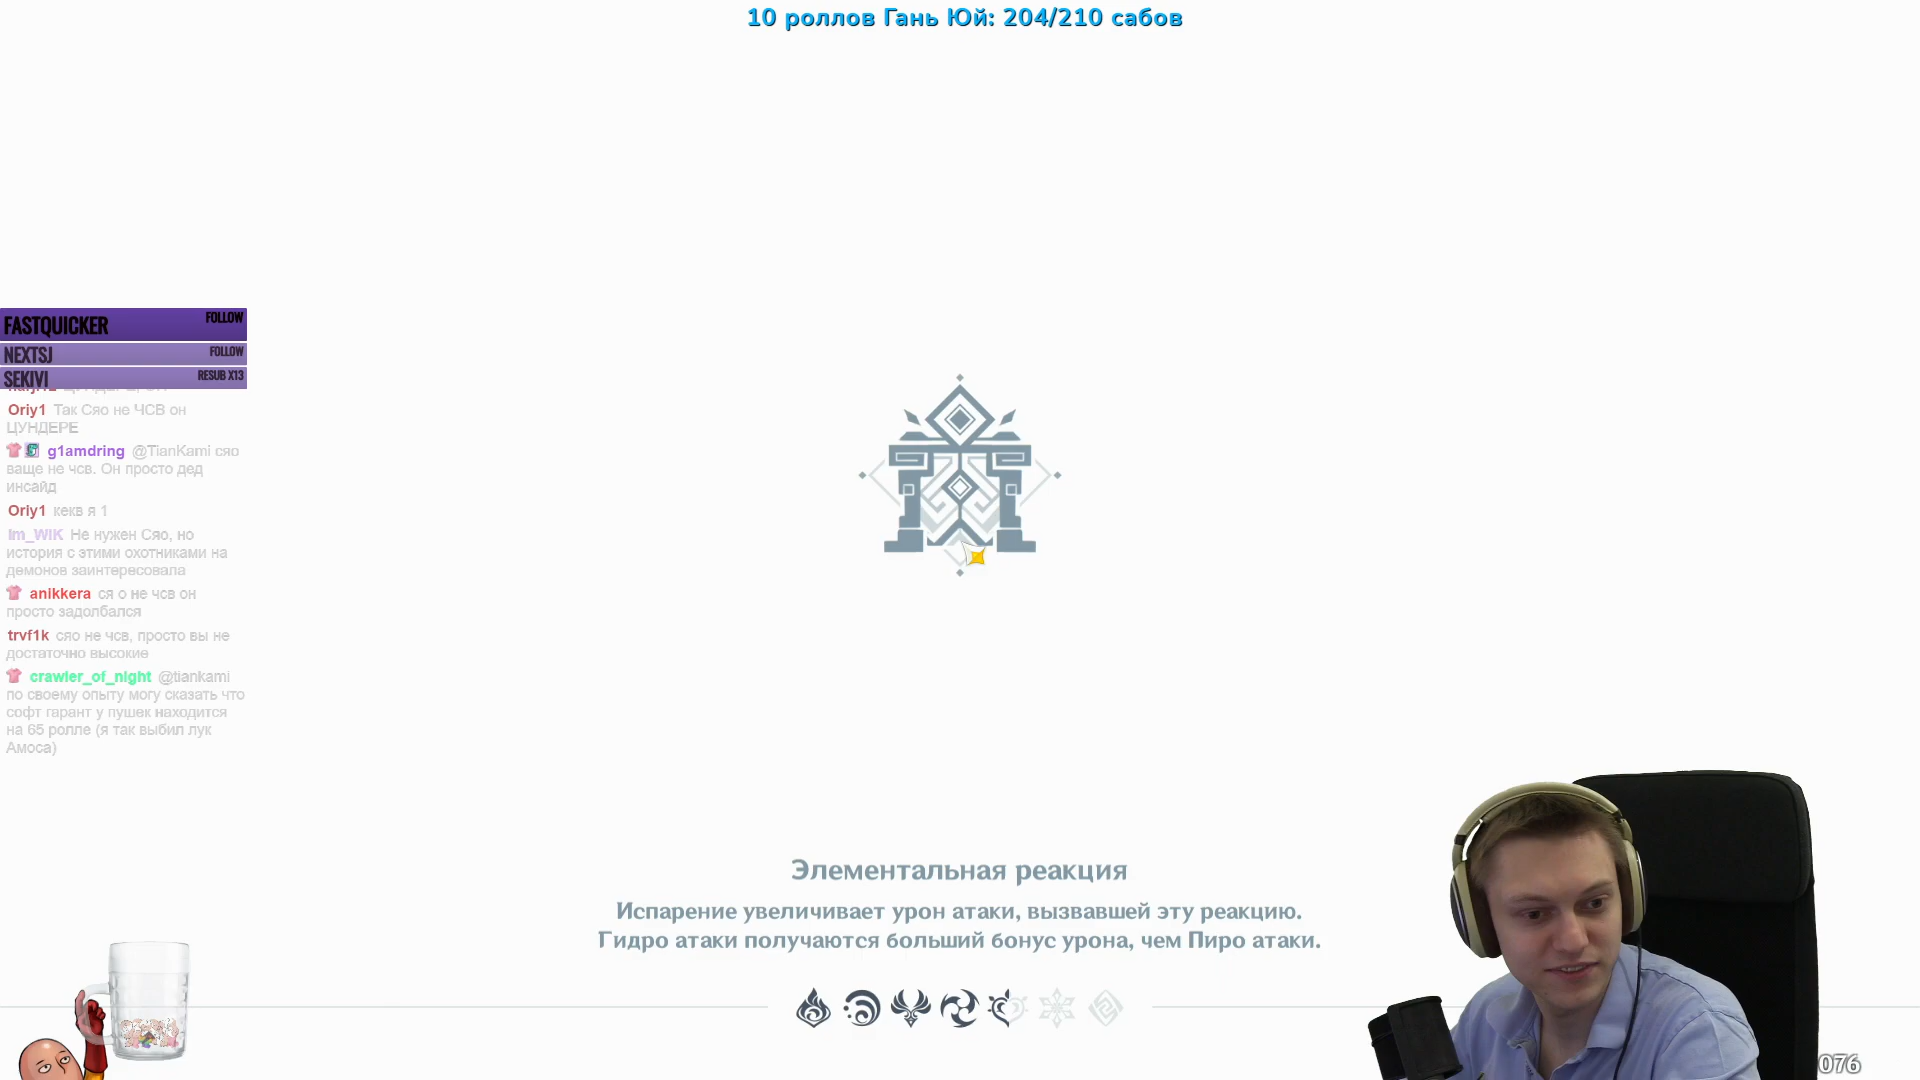 10 роллов Гань Юй: 204/210 сабов
FASTQUICKER FOLLOW
NEXTSJ FOLLOW
SEKIVI RESUB X13
Oriy1 Так Сяо не ЧСВ он
ЦУНДЕРЕ
g1amdring @TianKami сяо
ваще не чсв. Он просто дед
инсайд
Oriy1 кекв я 1
Im_WIK Не нужен Сяо, но
история с этими охотниками на
демонов заинтересовала
anikkera ся о не чсв он
просто задолбался
trvf1k сяо не чсв, просто вы не
достаточно высокие
crawler_of_night @tiankami
по своему опыту могу сказать что
софт гарант у пушек находится
на 65 ролле (я так выбил лук
Амоса)
Элементальная реакция
Испарение увеличивает урон атаки, вызвавшей эту реакцию.
Гидро атаки получаются больший бонус урона, чем Пиро атаки.
076